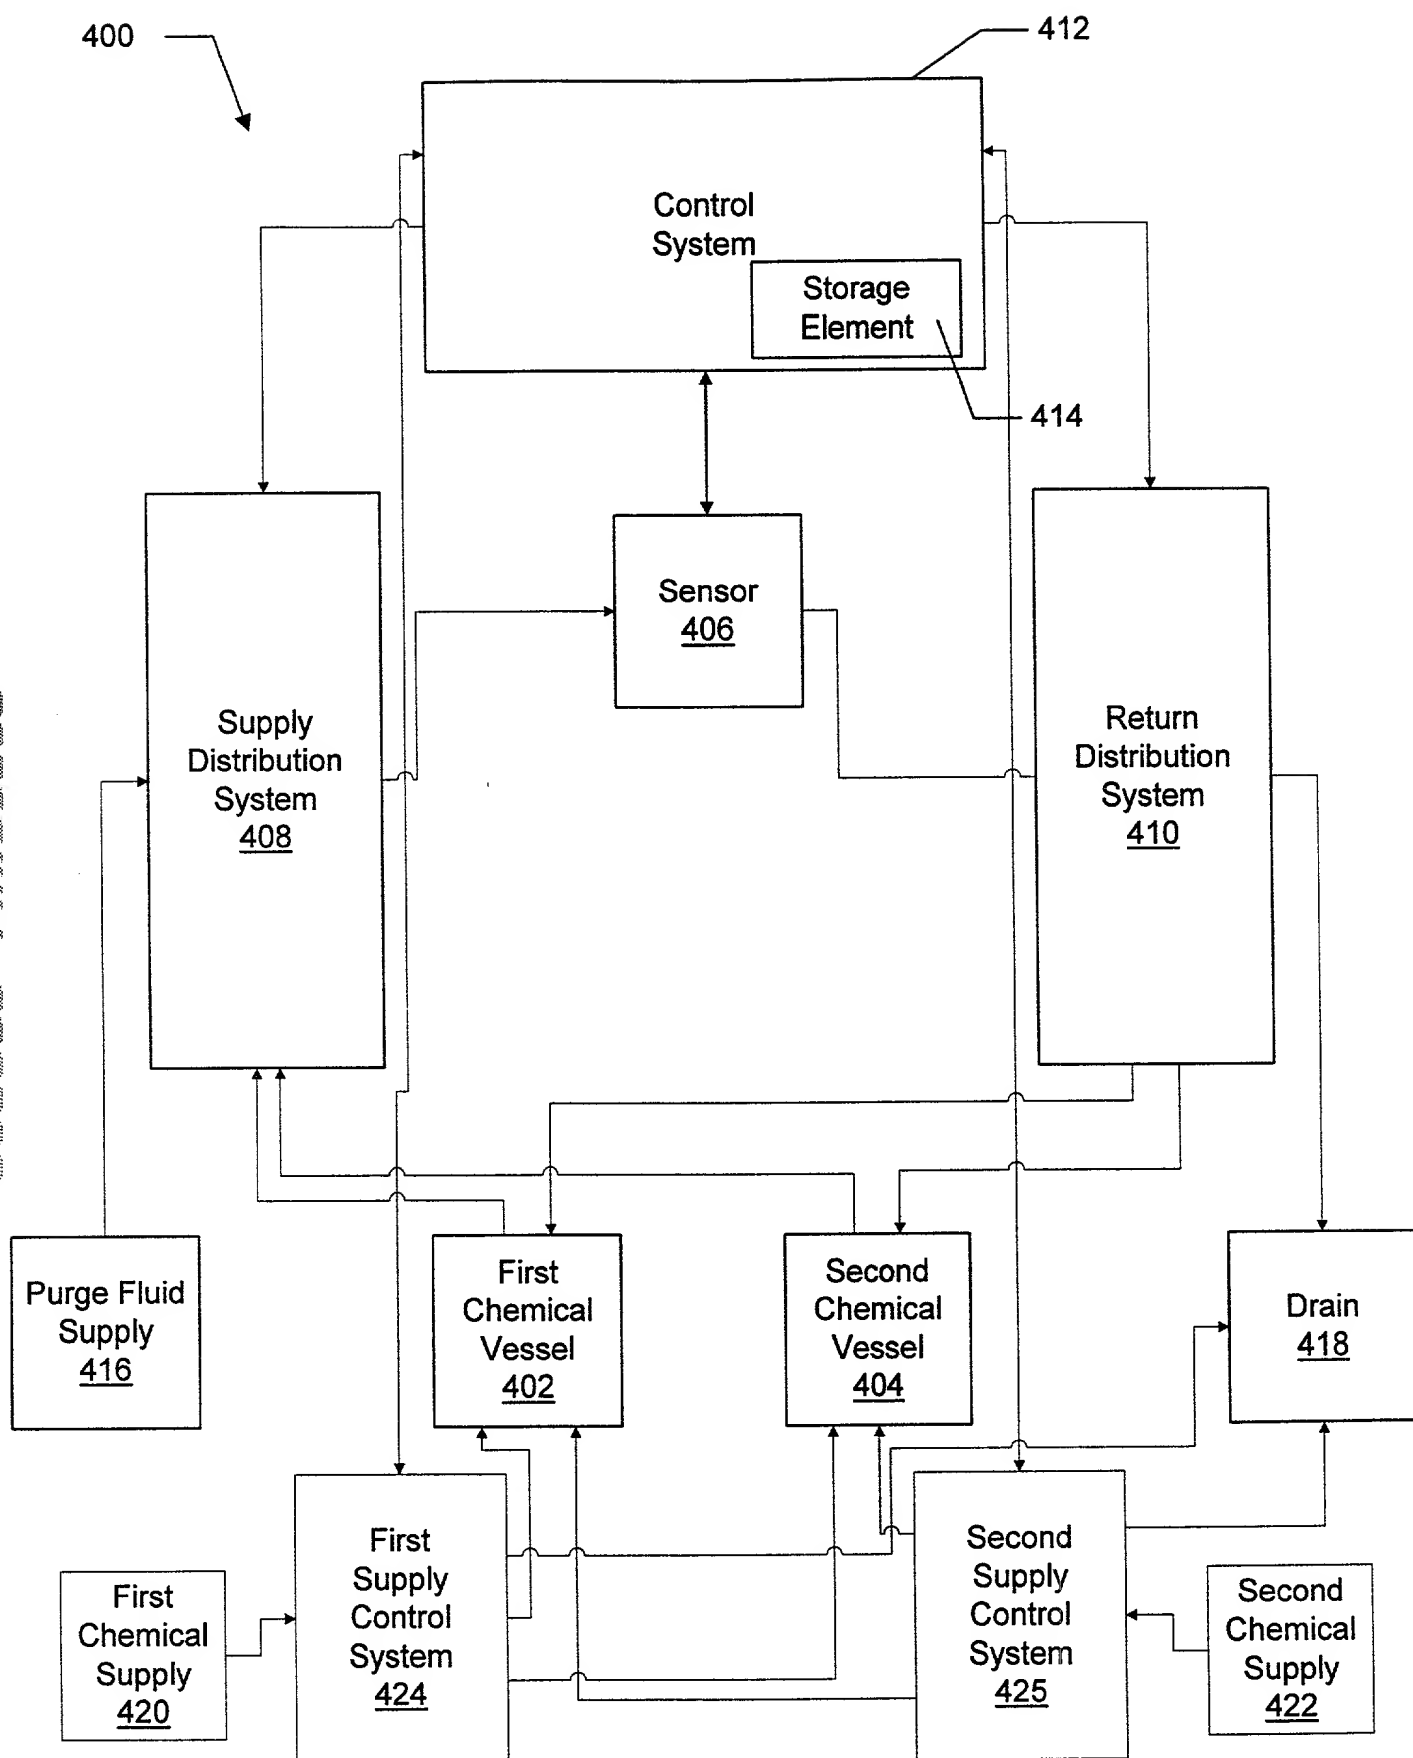 400
412
Control
System
Storage
Element
414
Sensor
406
Supply
Distribution
System
408
Return
Distribution
System
410
Purge Fluid
Supply
416
First
Chemical
Vessel
402
Second
Chemical
Vessel
404
Drain
418
First
Chemical
Supply
420
First
Supply
Control
System
424
Second
Supply
Control
System
425
Second
Chemical
Supply
422